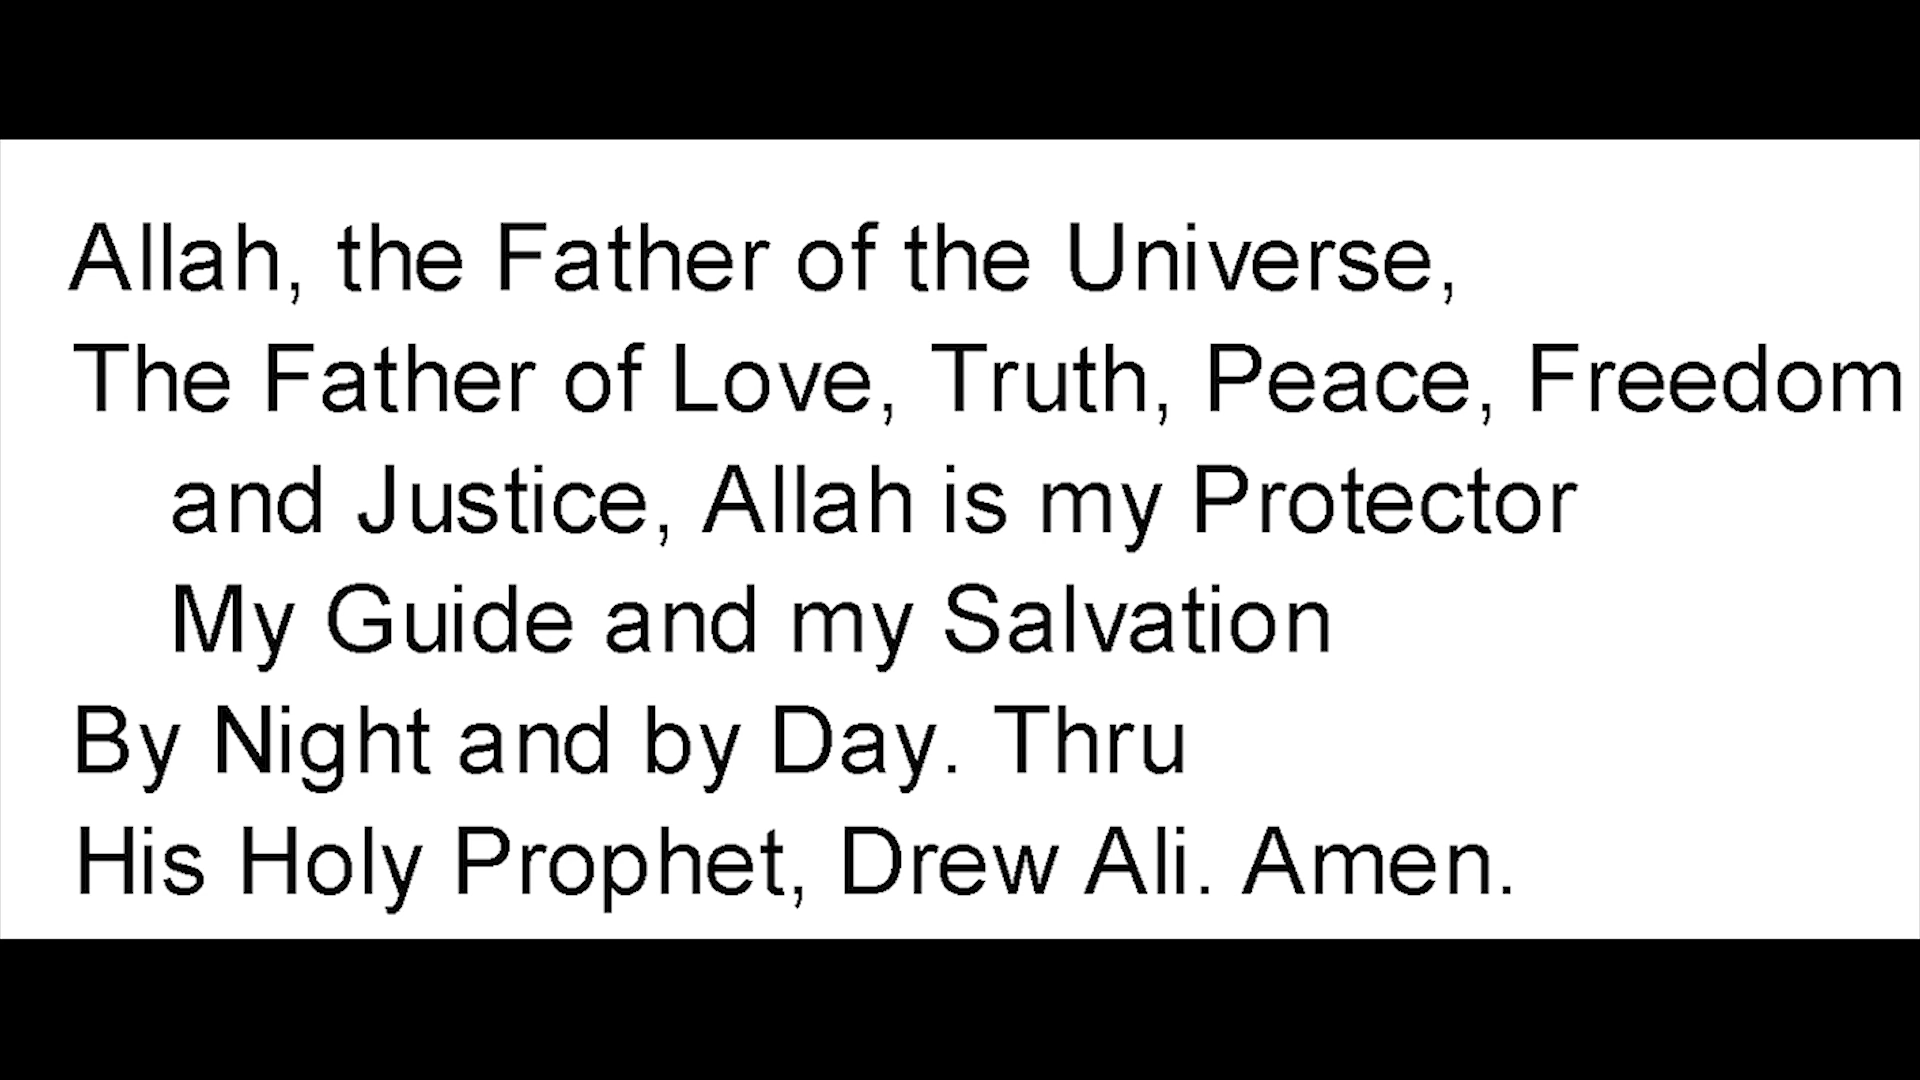 Allah, the Father of the Universe,
The Father of Love, Truth, Peace, Freedom
and Justice, Allah is my Protector
My Guide and my Salvation
By Night and by Day. Thru
His Holy Prophet, Drew Ali. Amen.